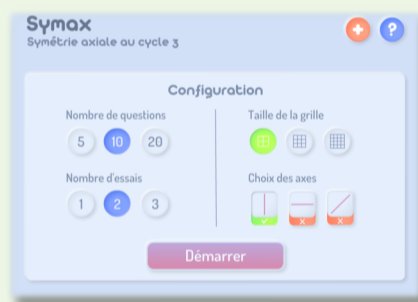 Symax
Symétrie axiale au cycle 3
+ ?
Configuration
Nombre de questions
5 10 20
Nombre d'essais
1 2 3
Taille de la grille
Choix des axes
Démarrer